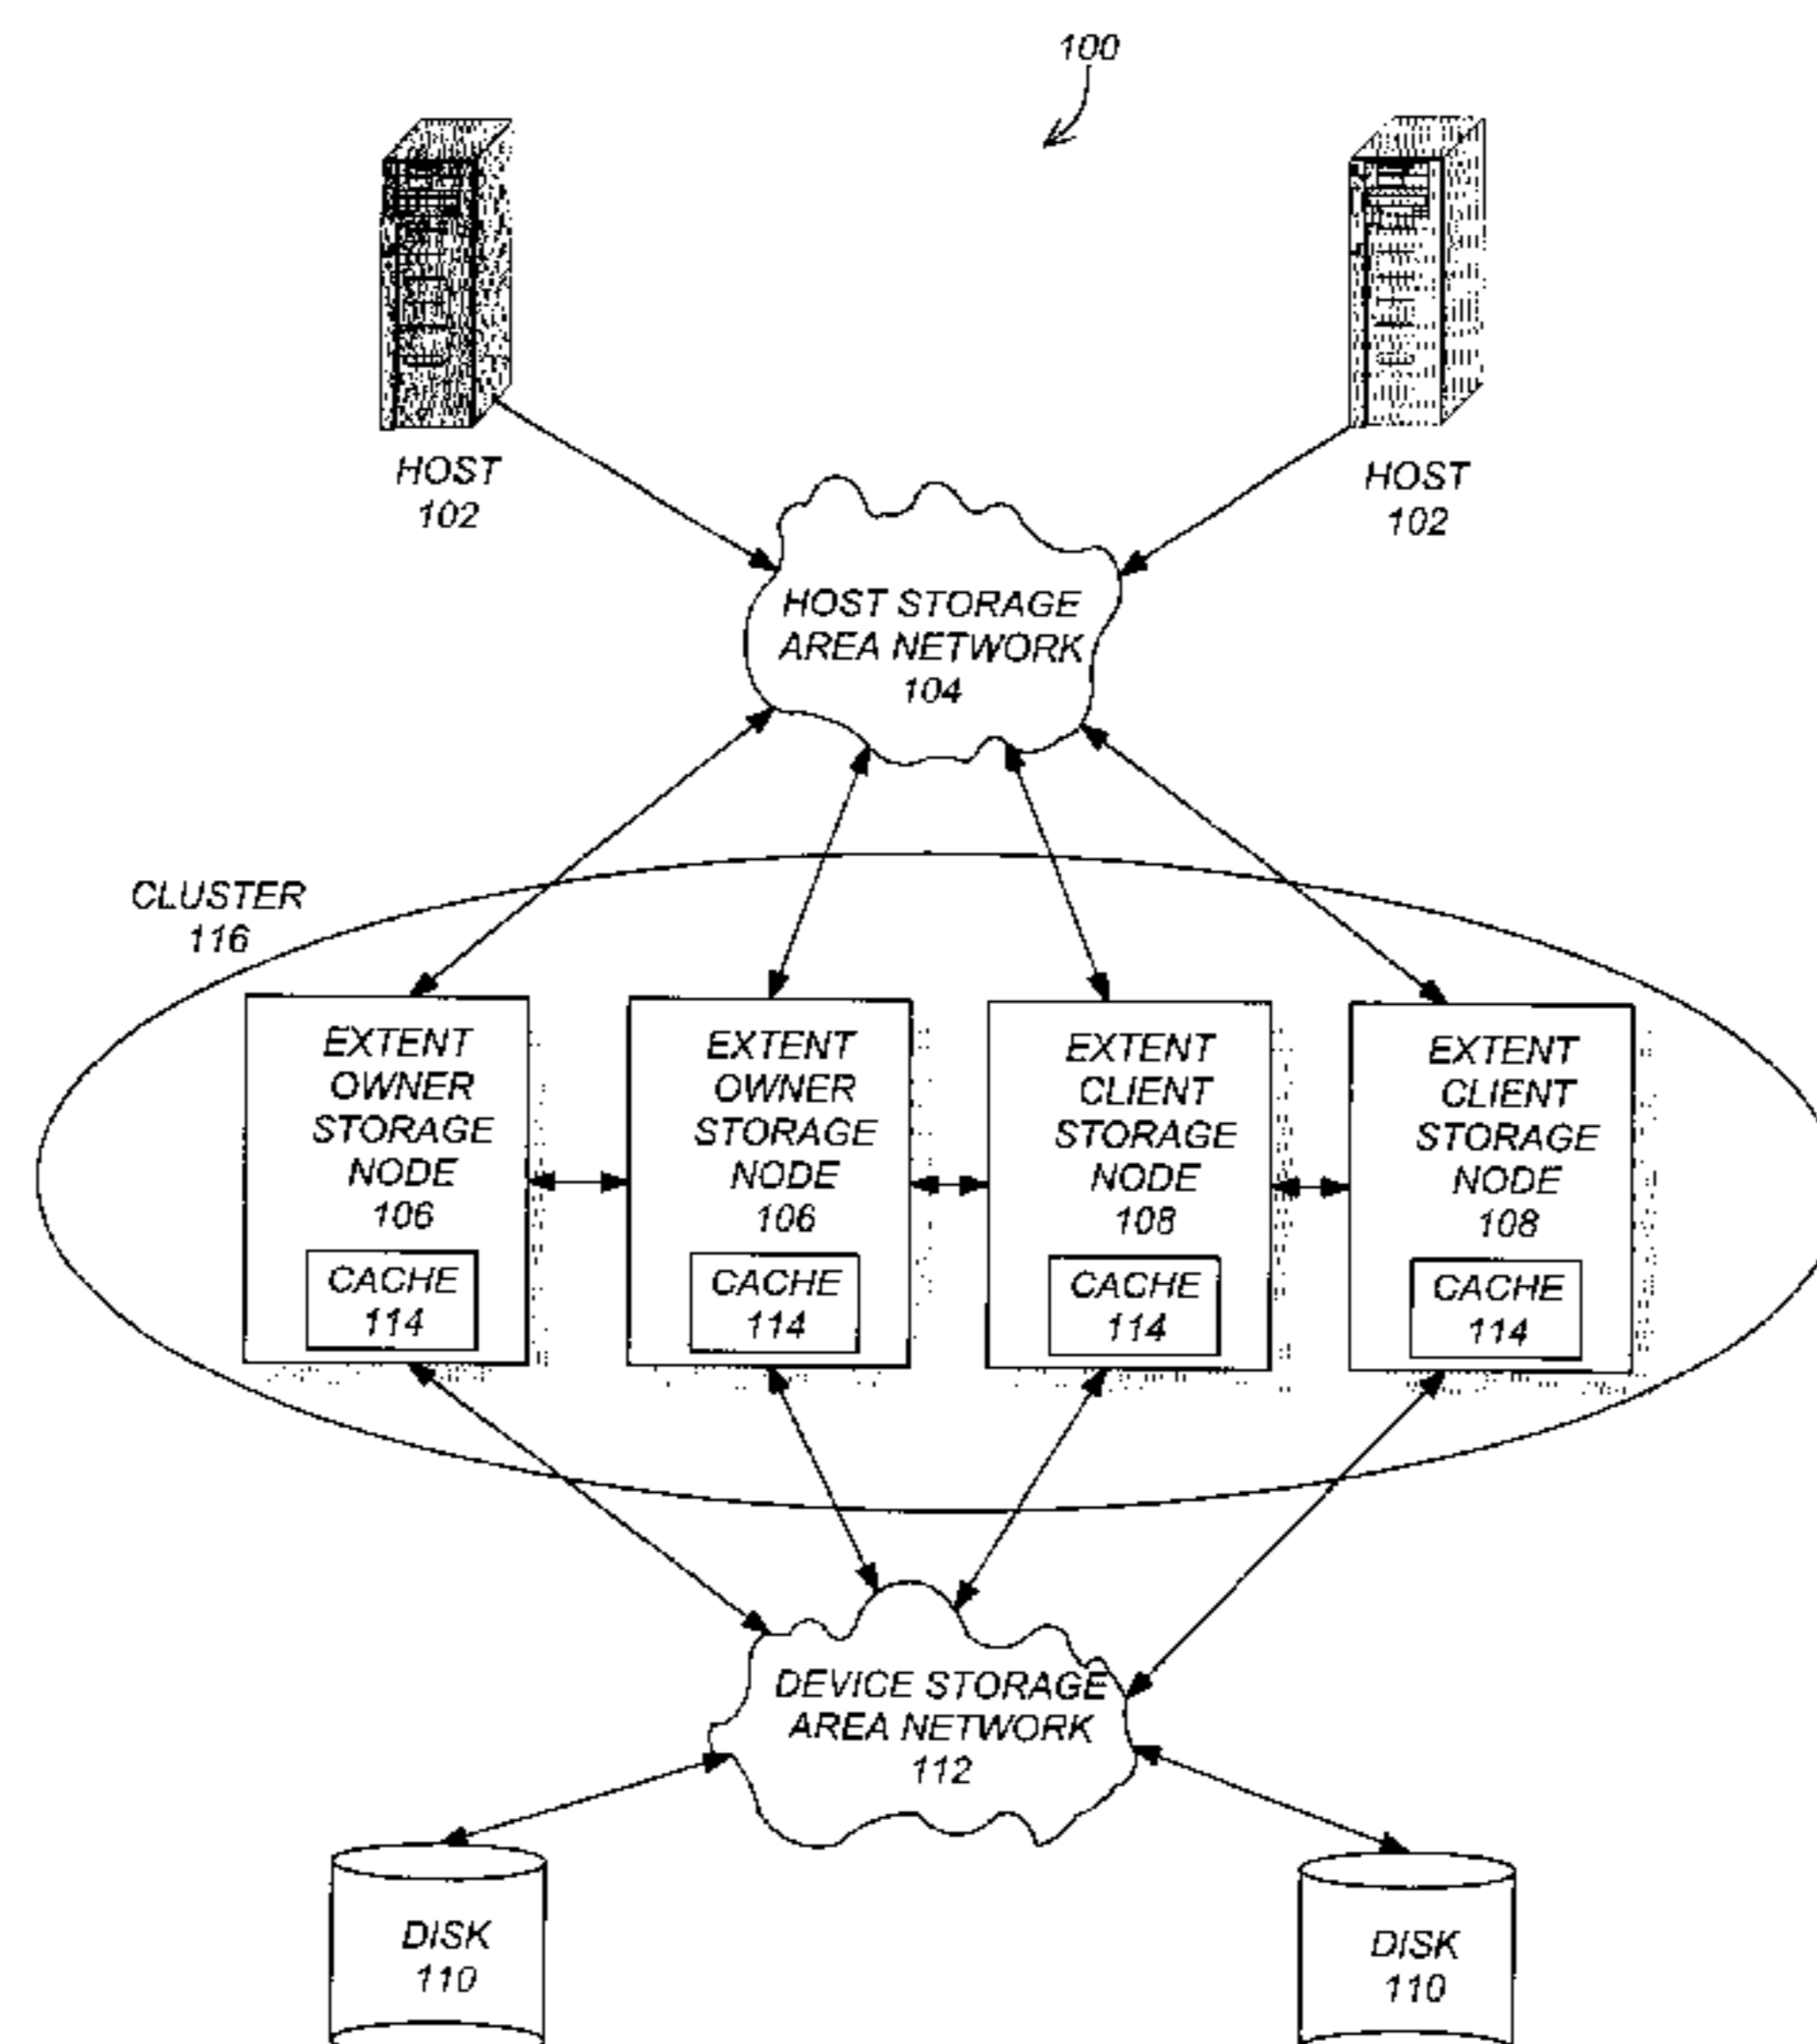 100
HOST
102
HOST
102
HOST STORAGE
AREA NETWORK
104
CLUSTER
116
EXTENT
OWNER
STORAGE
NODE
106
CACHE
114
EXTENT
OWNER
STORAGE
NODE
106
CACHE
114
EXTENT
CLIENT
STORAGE
NODE
108
CACHE
114
EXTENT
CLIENT
STORAGE
NODE
108
CACHE
114
DEVICE STORAGE
AREA NETWORK
112
DISK
110
DISK
110